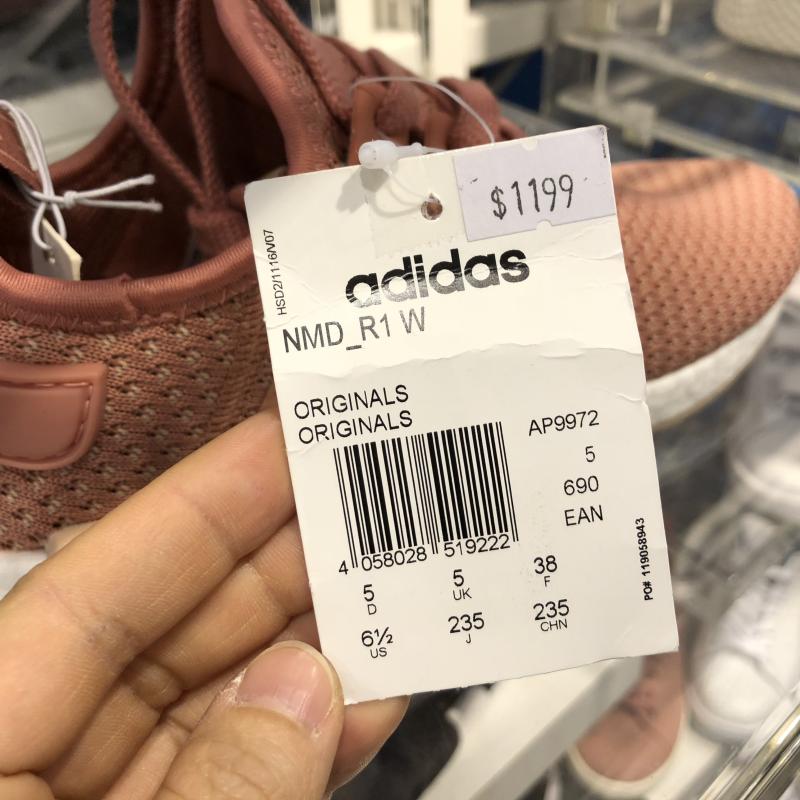 $1199
HSD2/1116/V07
adidas
NMD_R1 W
ORIGINALS
ORIGINALS
AP9972
5
690
EAN
4 058028 519222
5 5 38
D UK F
6½ 235 235
US J CHN
PO# 119058943